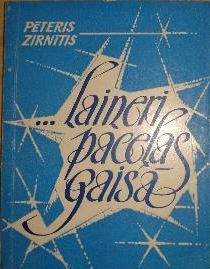 PĒTERIS
ZIRNĪTIS
... laineri
paceļas
gaisā